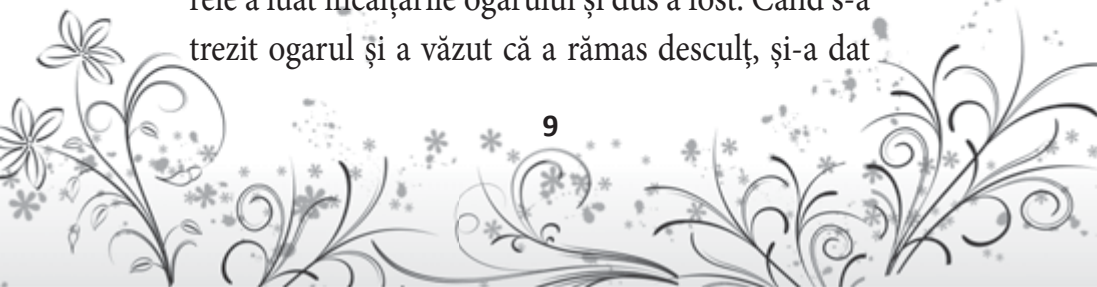 rele a luat încălțările ogarului și dus a fost. Când s-a
trezit ogarul și a văzut că a rămas desculț, și-a dat
9